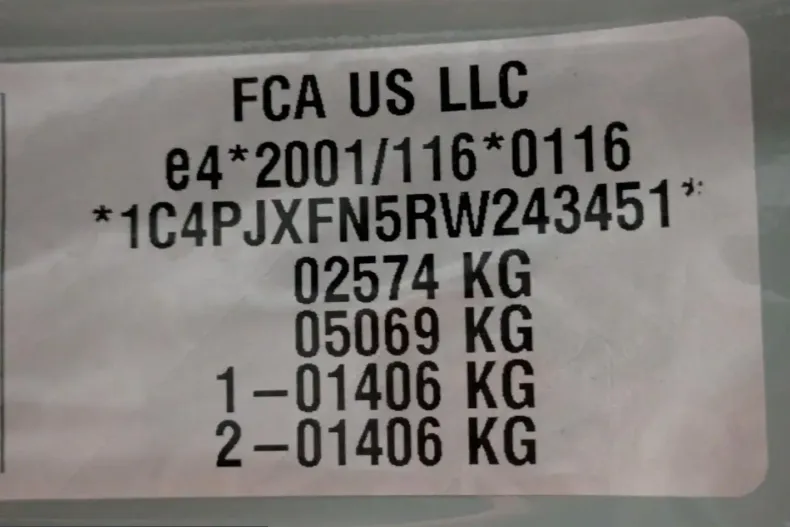 FCA US LLC
e4*2001/116*0116
*1C4PJXFN5RW243451*
02574 KG
05069 KG
1-01406 KG
2-01406 KG